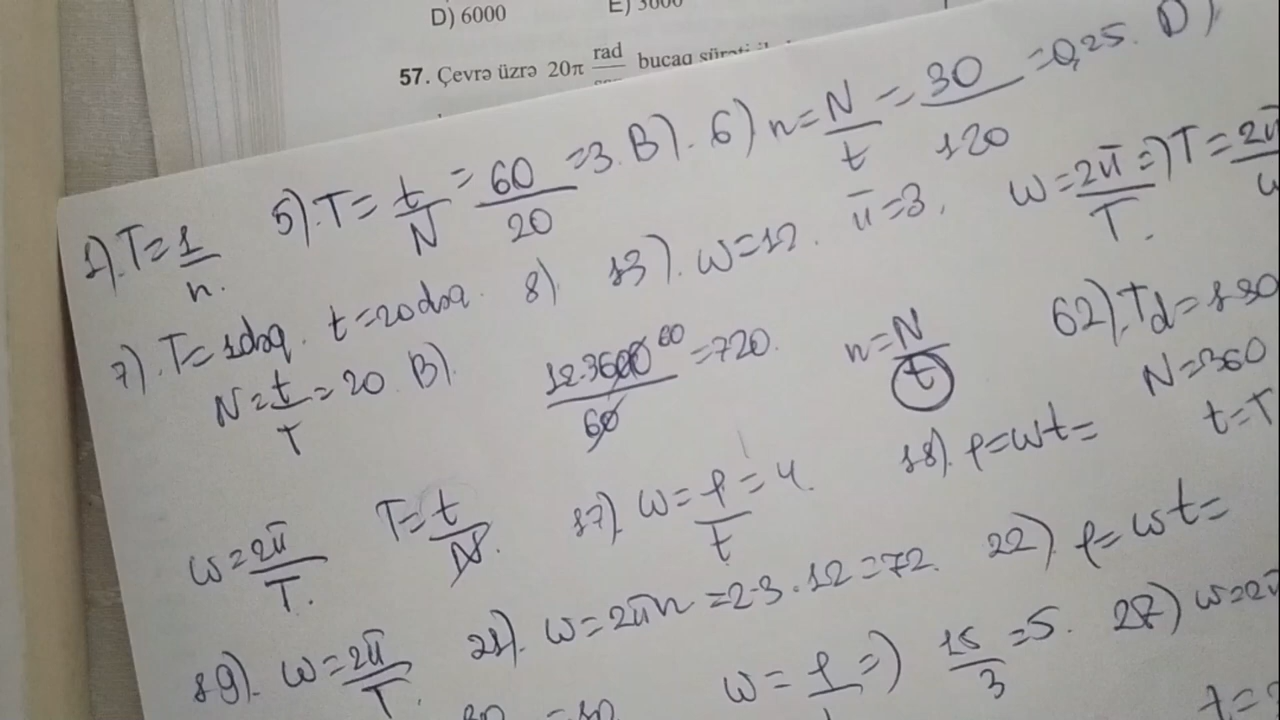 D) 6000
E) 3000
57. Çevrə üzrə 20π rad bucaq sürəti
1). T = 1/n.
5). T = t/N = 60/20 = 3. B).
6) n = N/t = 30/120 = 0,25. D)
7). T = 1dəq. t = 20dəq.
N = t/T = 20 B).
8).
12·3600/60 60 = 720.
13). ω = 12. π = 3.
ω = 2π/T. => T = 2π/ω
n = N/t
62). Td = 180
N = 360
t = T
ω = 2π/T.
T = t/N.
17). ω = φ/t = 4.
18). φ = ωt =
19). ω = 2π/T.
21). ω = 2πn = 2·3·12 = 72.
22) φ = ωt =
ω = φ/t => 15/3 = 5.
27) ω = 2π
= 10
t =